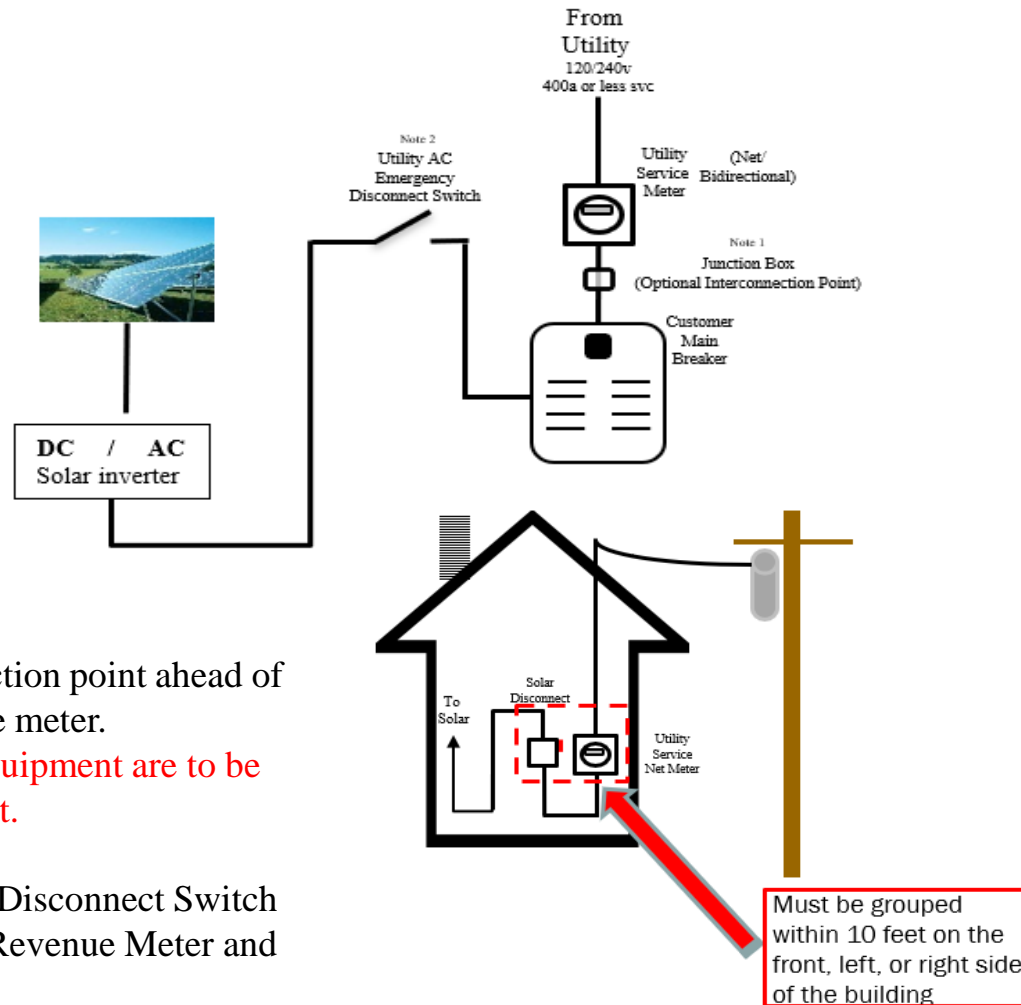 From
Utility
120/240v
400a or less svc
Note 2
Utility AC
Emergency
Disconnect Switch
Utility
Service
Meter
(Net/
Bidirectional)
Note 1
Junction Box
(Optional Interconnection Point)
Customer
Main
Breaker
DC / AC
Solar inverter
ction point ahead of
e meter.
quipment are to be
t.
Disconnect Switch
Revenue Meter and
To
Solar
Solar
Disconnect
Utility
Service
Net Meter
Must be grouped
within 10 feet on the
front, left, or right side
of the building